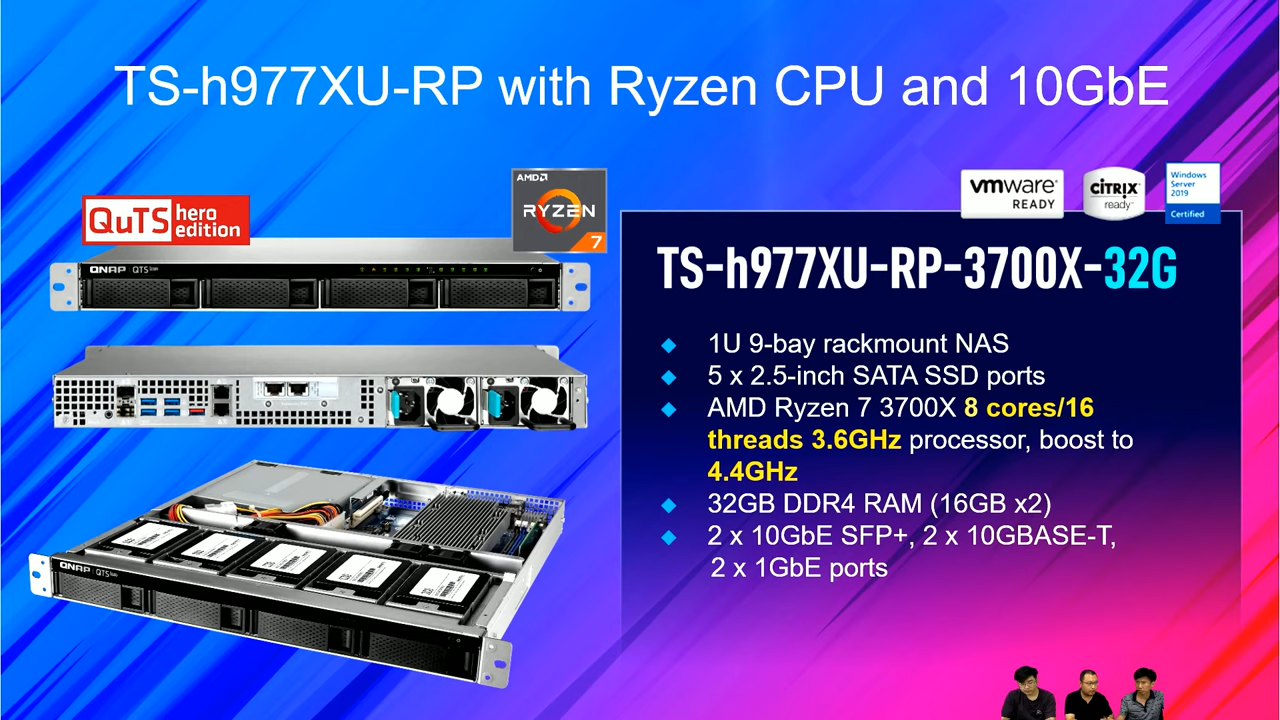 TS-h977XU-RP with Ryzen CPU and 10GbE
QuTS hero edition
AMD
RYZEN
7
vmware READY
CITRIX ready
Windows Server 2019 Certified
QNAP QTS
TS-h977XU-RP-3700X-32G
1U 9-bay rackmount NAS
5 x 2.5-inch SATA SSD ports
AMD Ryzen 7 3700X 8 cores/16
threads 3.6GHz processor, boost to
4.4GHz
32GB DDR4 RAM (16GB x2)
2 x 10GbE SFP+, 2 x 10GBASE-T,
2 x 1GbE ports
QNAP QTS